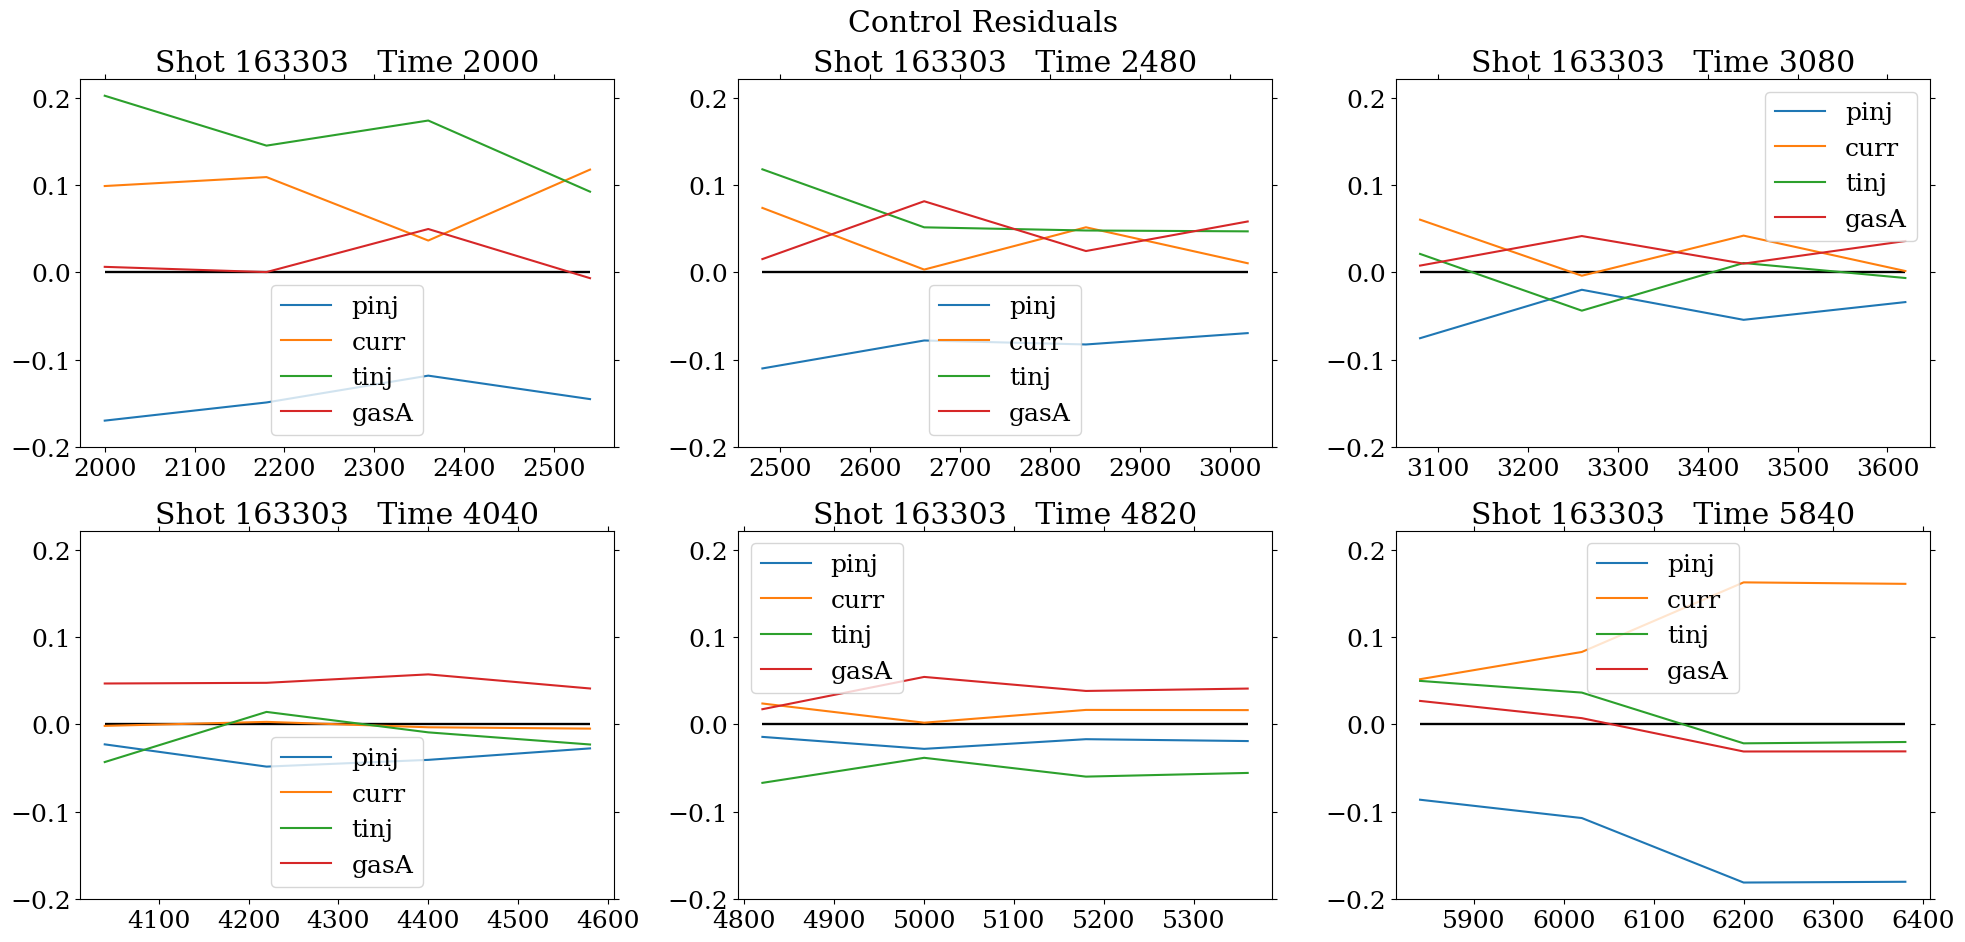 Control Residuals
Shot 163303   Time 2000
0.2
0.1
0.0
−0.1
−0.2
pinj
curr
tinj
gasA
2000 2100 2200 2300 2400 2500
Shot 163303   Time 2480
0.2
0.1
0.0
−0.1
−0.2
pinj
curr
tinj
gasA
2500 2600 2700 2800 2900 3000
Shot 163303   Time 3080
0.2
0.1
0.0
−0.1
−0.2
pinj
curr
tinj
gasA
3100 3200 3300 3400 3500 3600
Shot 163303   Time 4040
0.2
0.1
0.0
−0.1
−0.2
pinj
curr
tinj
gasA
4100 4200 4300 4400 4500 4600
Shot 163303   Time 4820
0.2
0.1
0.0
−0.1
−0.2
pinj
curr
tinj
gasA
4800 4900 5000 5100 5200 5300
Shot 163303   Time 5840
0.2
0.1
0.0
−0.1
−0.2
pinj
curr
tinj
gasA
5900 6000 6100 6200 6300 6400